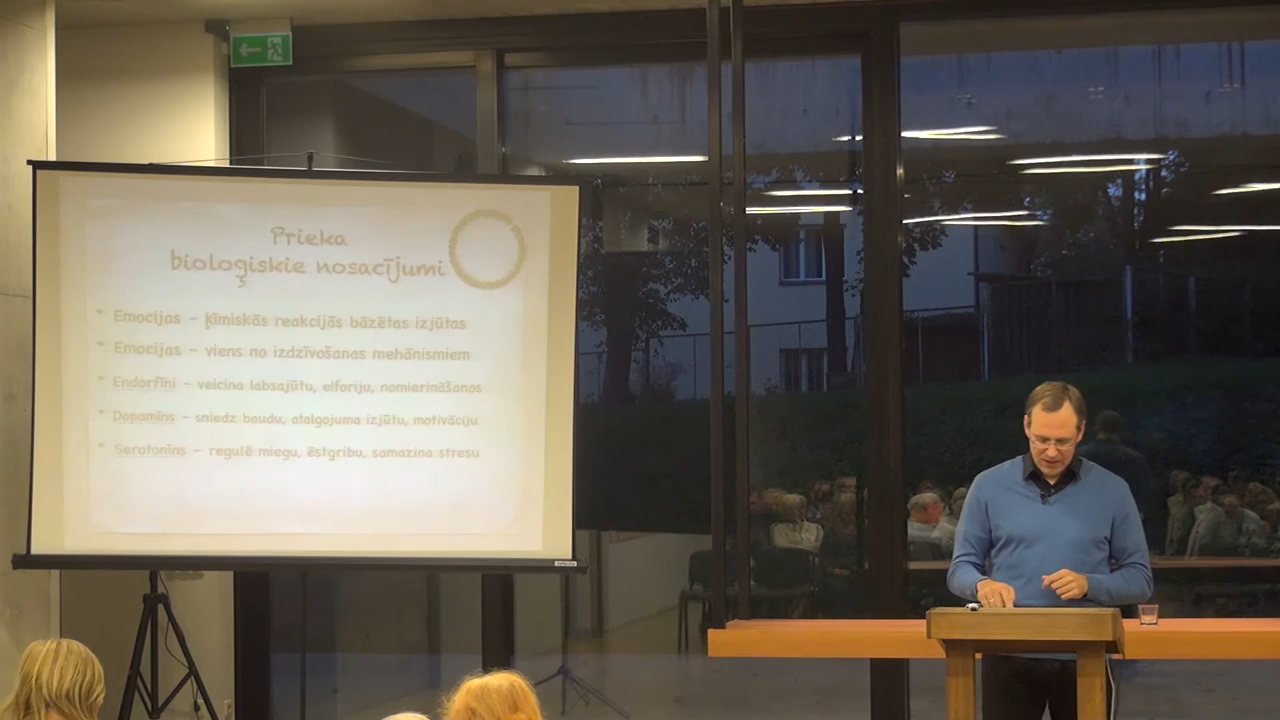 Prieka
bioloģiskie nosacījumi
* Emocijas - ķīmiskās reakcijās bāzētas izjūtas
* Emocijas - viens no izdzīvošanas mehānismiem
* Endorfīni - veicina labsajūtu, eiforiju, nomierināšanos
* Dopamīns - sniedz baudu, atalgojuma izjūtu, motivāciju
* Serotonīns - regulē miegu, ēstgribu, samazina stresu